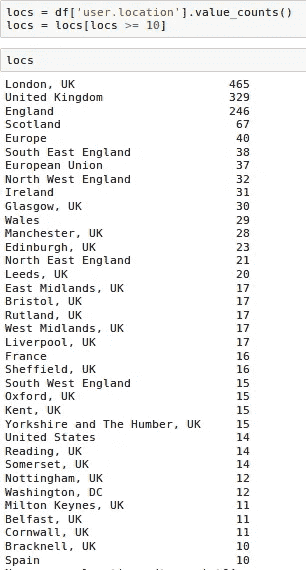 locs = df['user.location'].value_counts()
locs = locs[locs >= 10]
locs
London, UK 465
United Kingdom 329
England 246
Scotland 67
Europe 40
South East England 38
European Union 37
North West England 32
Ireland 31
Glasgow, UK 30
Wales 29
Manchester, UK 28
Edinburgh, UK 23
North East England 21
Leeds, UK 20
East Midlands, UK 17
Bristol, UK 17
Rutland, UK 17
West Midlands, UK 17
Liverpool, UK 17
France 16
Sheffield, UK 16
South West England 15
Oxford, UK 15
Kent, UK 15
Yorkshire and The Humber, UK 15
United States 14
Reading, UK 14
Somerset, UK 14
Nottingham, UK 12
Washington, DC 12
Milton Keynes, UK 11
Belfast, UK 11
Cornwall, UK 11
Bracknell, UK 10
Spain 10